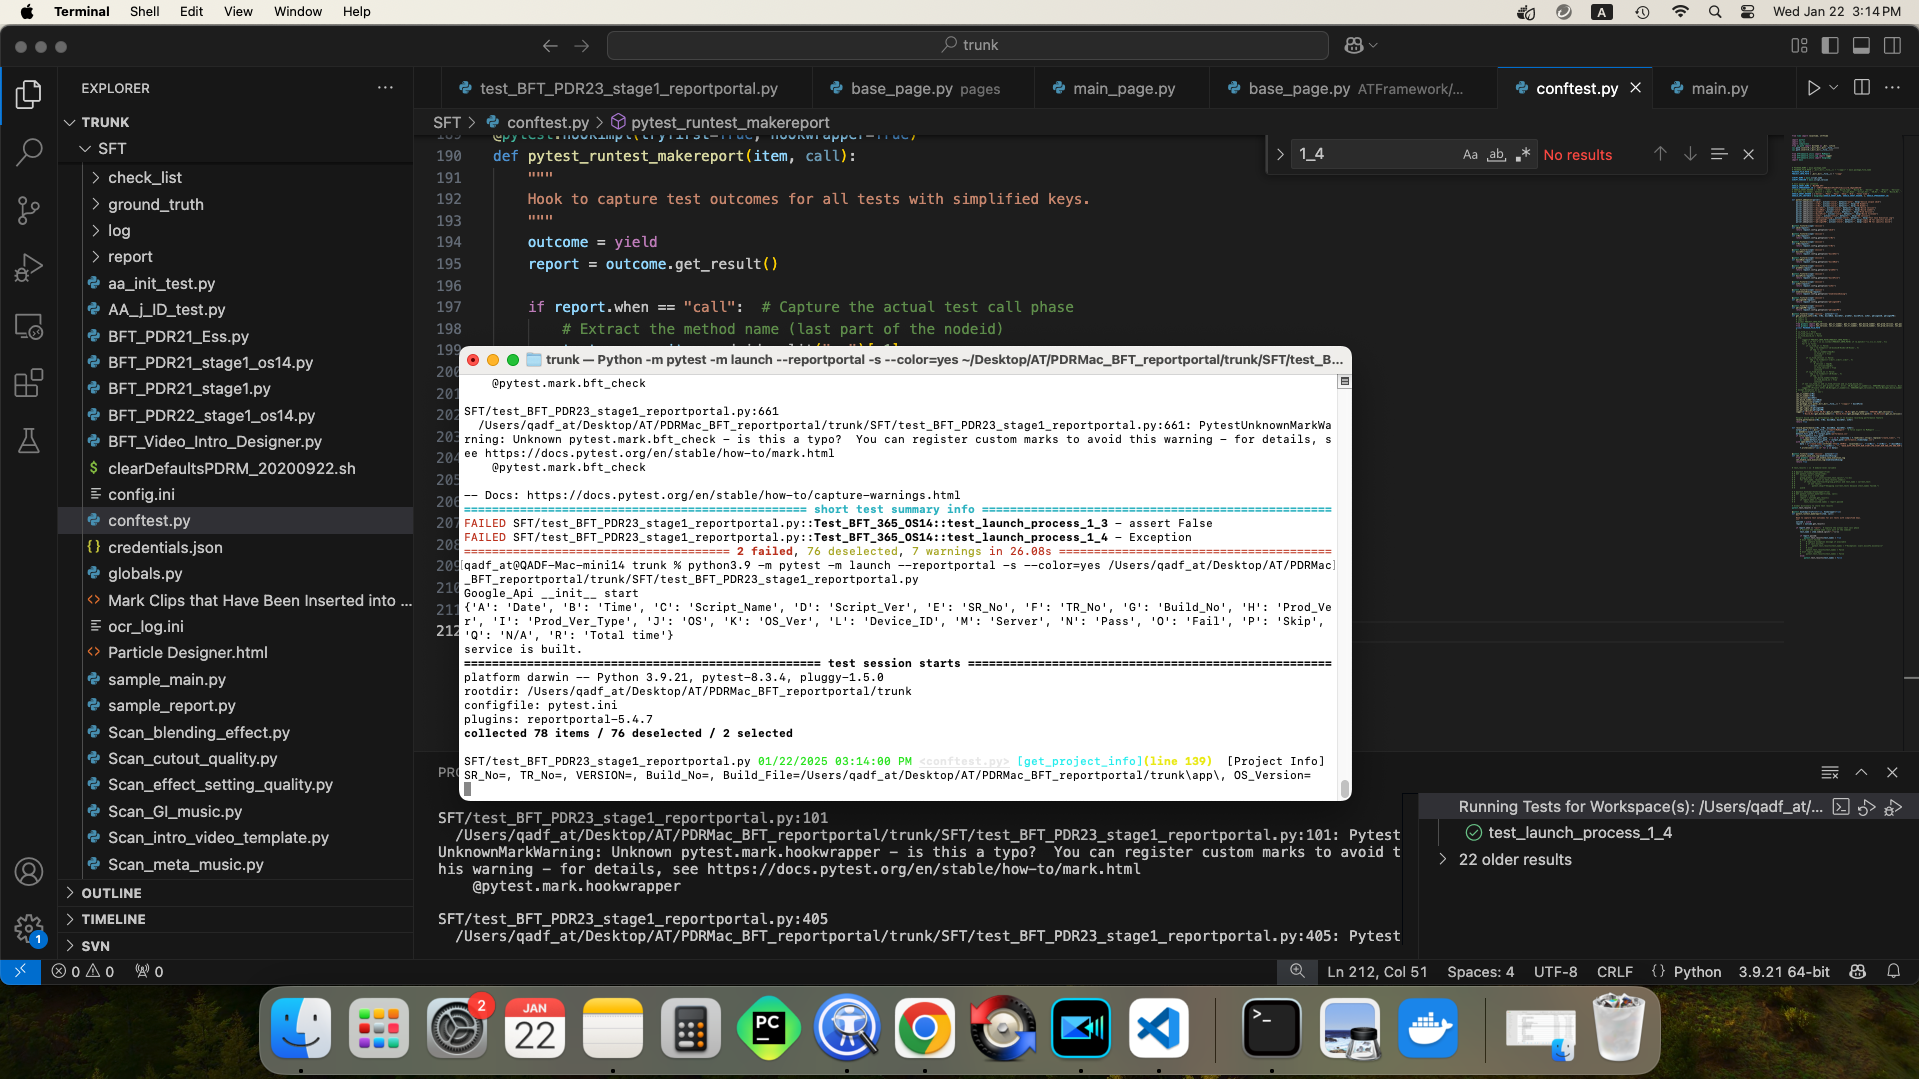 Terminal Shell Edit View Window Help
A Wed Jan 22 3:14 PM
trunk
EXPLORER
TRUNK
SFT
check_list
ground_truth
log
report
aa_init_test.py
AA_j_ID_test.py
BFT_PDR21_Ess.py
BFT_PDR21_stage1_os14.py
BFT_PDR21_stage1.py
BFT_PDR22_stage1_os14.py
BFT_Video_Intro_Designer.py
$ clearDefaultsPDRM_20200922.sh
config.ini
conftest.py
{} credentials.json
globals.py
<> Mark Clips that Have Been Inserted into ...
ocr_log.ini
<> Particle Designer.html
sample_main.py
sample_report.py
Scan_blending_effect.py
Scan_cutout_quality.py
Scan_effect_setting_quality.py
Scan_GI_music.py
Scan_intro_video_template.py
Scan_meta_music.py
OUTLINE
TIMELINE
SVN
1
test_BFT_PDR23_stage1_reportportal.py
base_page.py pages
main_page.py
base_page.py ATFramework/...
conftest.py
main.py
SFT > conftest.py > pytest_runtest_makereport
1_4
Aa
ab
.*
No results
189 @pytest.hookimpl(tryfirst=True, hookwrapper=True)
190 def pytest_runtest_makereport(item, call):
191 """
192 Hook to capture test outcomes for all tests with simplified keys.
193 """
194 outcome = yield
195 report = outcome.get_result()
196
197 if report.when == "call": # Capture the actual test call phase
198 # Extract the method name (last part of the nodeid)
199
200
201
202
203
204
205
206
207
208
209
210
211
212
trunk — Python -m pytest -m launch --reportportal -s --color=yes ~/Desktop/AT/PDRMac_BFT_reportportal/trunk/SFT/test_B...
@pytest.mark.bft_check
SFT/test_BFT_PDR23_stage1_reportportal.py:661
/Users/qadf_at/Desktop/AT/PDRMac_BFT_reportportal/trunk/SFT/test_BFT_PDR23_stage1_reportportal.py:661: PytestUnknownMarkWa
rning: Unknown pytest.mark.bft_check - is this a typo?  You can register custom marks to avoid this warning - for details, s
ee https://docs.pytest.org/en/stable/how-to/mark.html
@pytest.mark.bft_check
-- Docs: https://docs.pytest.org/en/stable/how-to/capture-warnings.html
short test summary info
FAILED SFT/test_BFT_PDR23_stage1_reportportal.py::Test_BFT_365_OS14::test_launch_process_1_3 - assert False
FAILED SFT/test_BFT_PDR23_stage1_reportportal.py::Test_BFT_365_OS14::test_launch_process_1_4 - Exception
2 failed, 76 deselected, 7 warnings in 26.08s
[qadf_at@QADF-Mac-mini14 trunk % python3.9 -m pytest -m launch --reportportal -s --color=yes /Users/qadf_at/Desktop/AT/PDRMac]
_BFT_reportportal/trunk/SFT/test_BFT_PDR23_stage1_reportportal.py
Google_Api __init__ start
{'A': 'Date', 'B': 'Time', 'C': 'Script_Name', 'D': 'Script_Ver', 'E': 'SR_No', 'F': 'TR_No', 'G': 'Build_No', 'H': 'Prod_Ve
r', 'I': 'Prod_Ver_Type', 'J': 'OS', 'K': 'OS_Ver', 'L': 'Device_ID', 'M': 'Server', 'N': 'Pass', 'O': 'Fail', 'P': 'Skip',
'Q': 'N/A', 'R': 'Total time'}
service is built.
test session starts
platform darwin -- Python 3.9.21, pytest-8.3.4, pluggy-1.5.0
rootdir: /Users/qadf_at/Desktop/AT/PDRMac_BFT_reportportal/trunk
configfile: pytest.ini
plugins: reportportal-5.4.7
collected 78 items / 76 deselected / 2 selected
SFT/test_BFT_PDR23_stage1_reportportal.py 01/22/2025 03:14:00 PM <conftest.py> [get_project_info](line 139) [Project Info]
SR_No=, TR_No=, VERSION=, Build_No=, Build_File=/Users/qadf_at/Desktop/AT/PDRMac_BFT_reportportal/trunk\app\, OS_Version=
SFT/test_BFT_PDR23_stage1_reportportal.py:101
/Users/qadf_at/Desktop/AT/PDRMac_BFT_reportportal/trunk/SFT/test_BFT_PDR23_stage1_reportportal.py:101: Pytest
UnknownMarkWarning: Unknown pytest.mark.hookwrapper - is this a typo?  You can register custom marks to avoid t
his warning - for details, see https://docs.pytest.org/en/stable/how-to/mark.html
@pytest.mark.hookwrapper
SFT/test_BFT_PDR23_stage1_reportportal.py:405
/Users/qadf_at/Desktop/AT/PDRMac_BFT_reportportal/trunk/SFT/test_BFT_PDR23_stage1_reportportal.py:405: Pytest
Running Tests for Workspace(s): /Users/qadf_at/...
test_launch_process_1_4
22 older results
0 0 0
Ln 212, Col 51 Spaces: 4 UTF-8 CRLF {} Python 3.9.21 64-bit
2
JAN
22
PC
>_